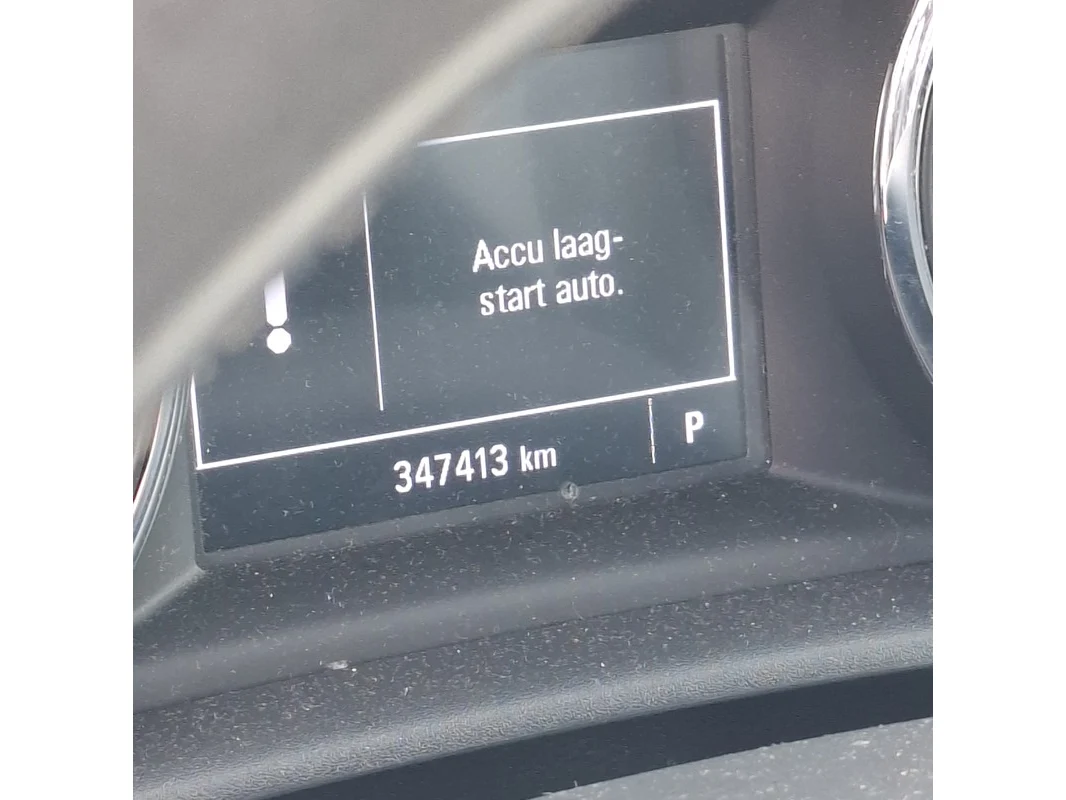 Accu laag-
start auto.
347413 km
P